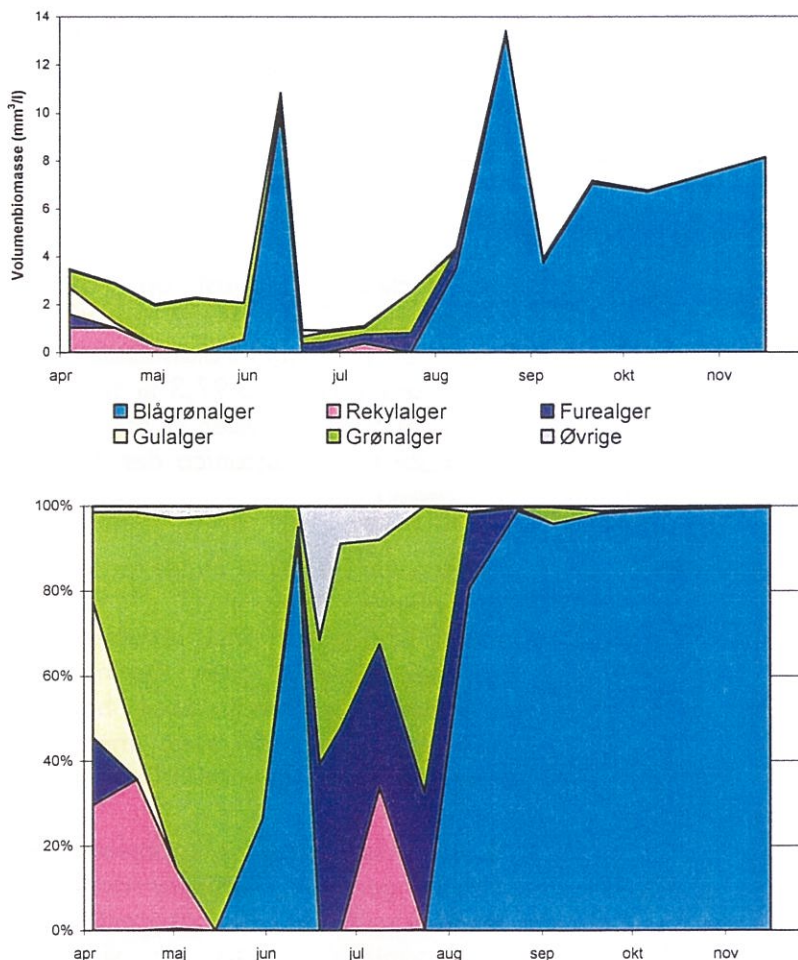 14
12
10
8
6
4
2
0
Volumenbiomasse (mm³/l)
apr maj jun jul aug sep okt nov
Blågrønalger Rekylalger Furealger
Gulalger Grønalger Øvrige
100%
80%
60%
40%
20%
0%
apr maj jun jul aug sep okt nov